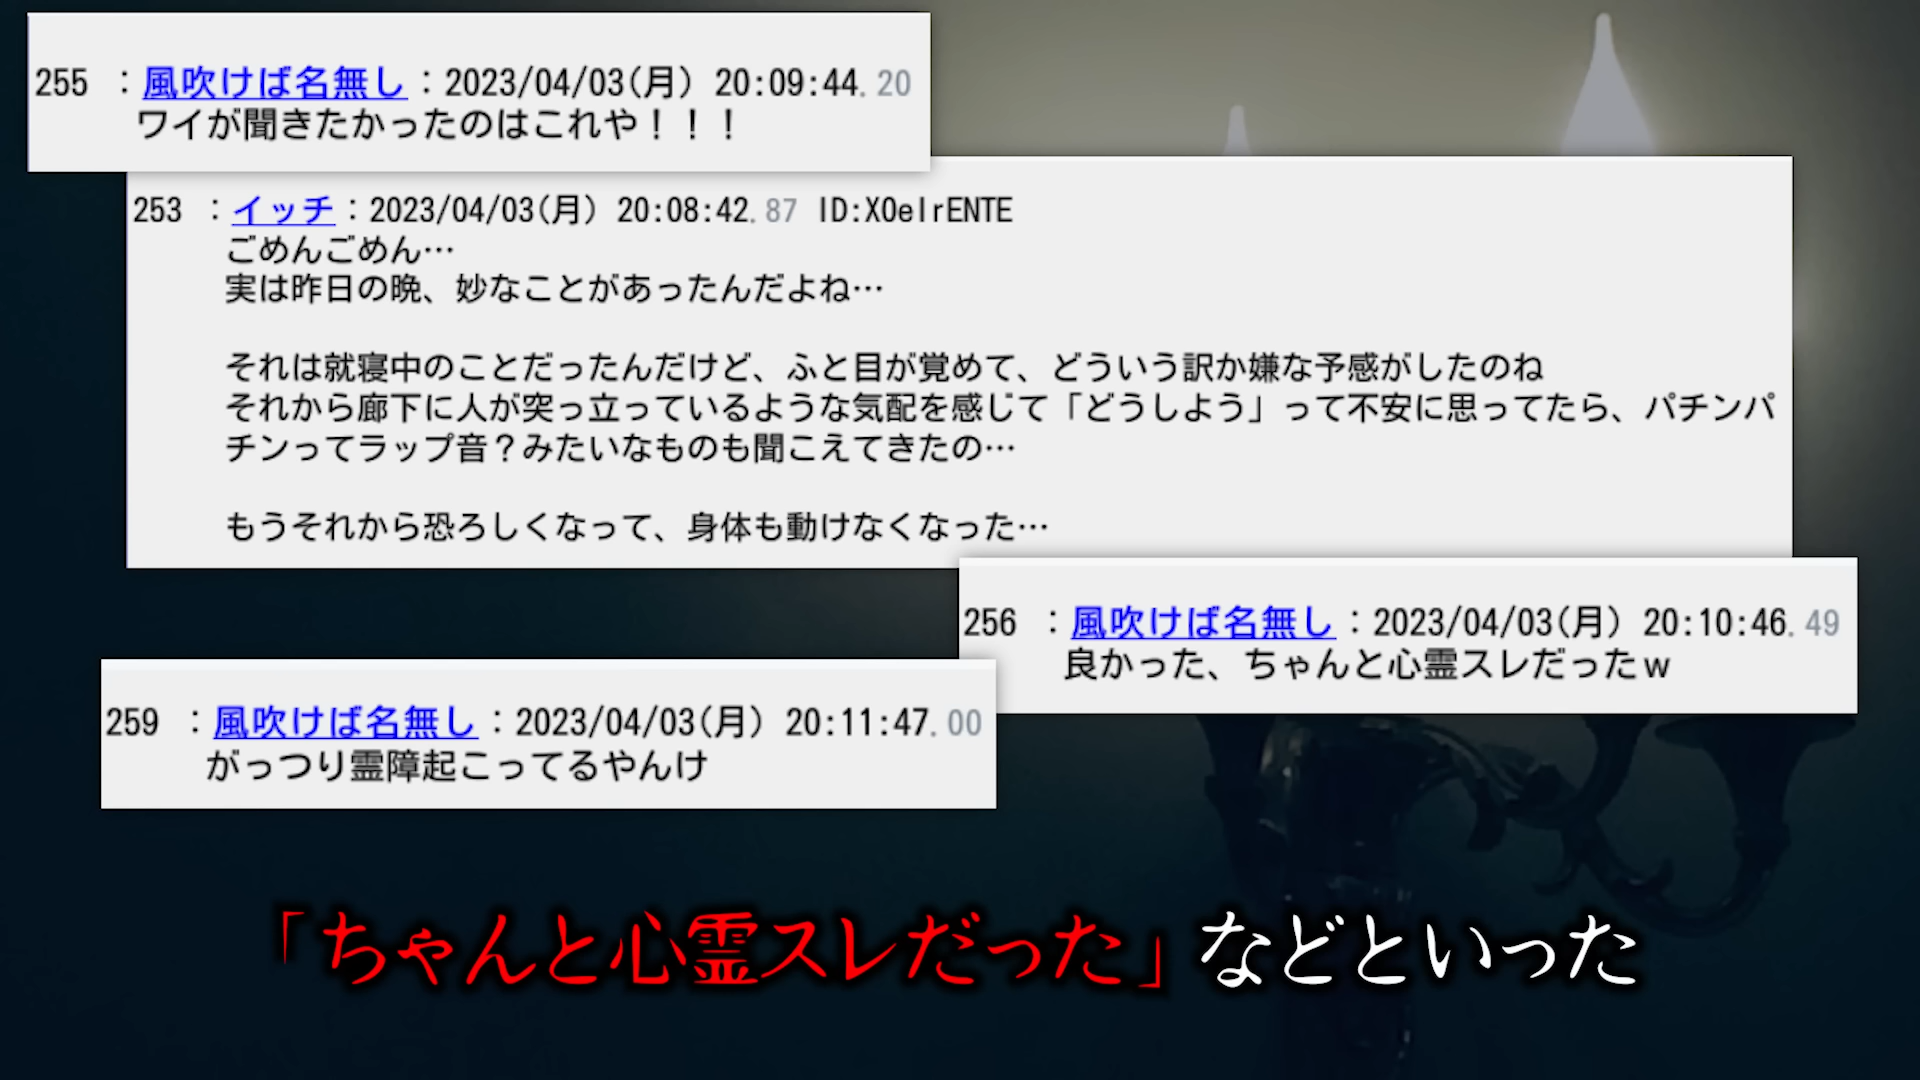 255 ：風吹けば名無し：2023/04/03(月) 20:09:44.20
ワイが聞きたかったのはこれや！！！
253 ：イッチ：2023/04/03(月) 20:08:42.87 ID:X0eIrENTE
ごめんごめん…
実は昨日の晩、妙なことがあったんだよね…
それは就寝中のことだったんだけど、ふと目が覚めて、どういう訳か嫌な予感がしたのね
それから廊下に人が突っ立っているような気配を感じて「どうしよう」って不安に思ってたら、パチンパ
チンってラップ音？みたいなものも聞こえてきたの…
もうそれから恐ろしくなって、身体も動けなくなった…
256 ：風吹けば名無し：2023/04/03(月) 20:10:46.49
良かった、ちゃんと心霊スレだったｗ
259 ：風吹けば名無し：2023/04/03(月) 20:11:47.00
がっつり霊障起こってるやんけ
「ちゃんと心霊スレだった」などといった